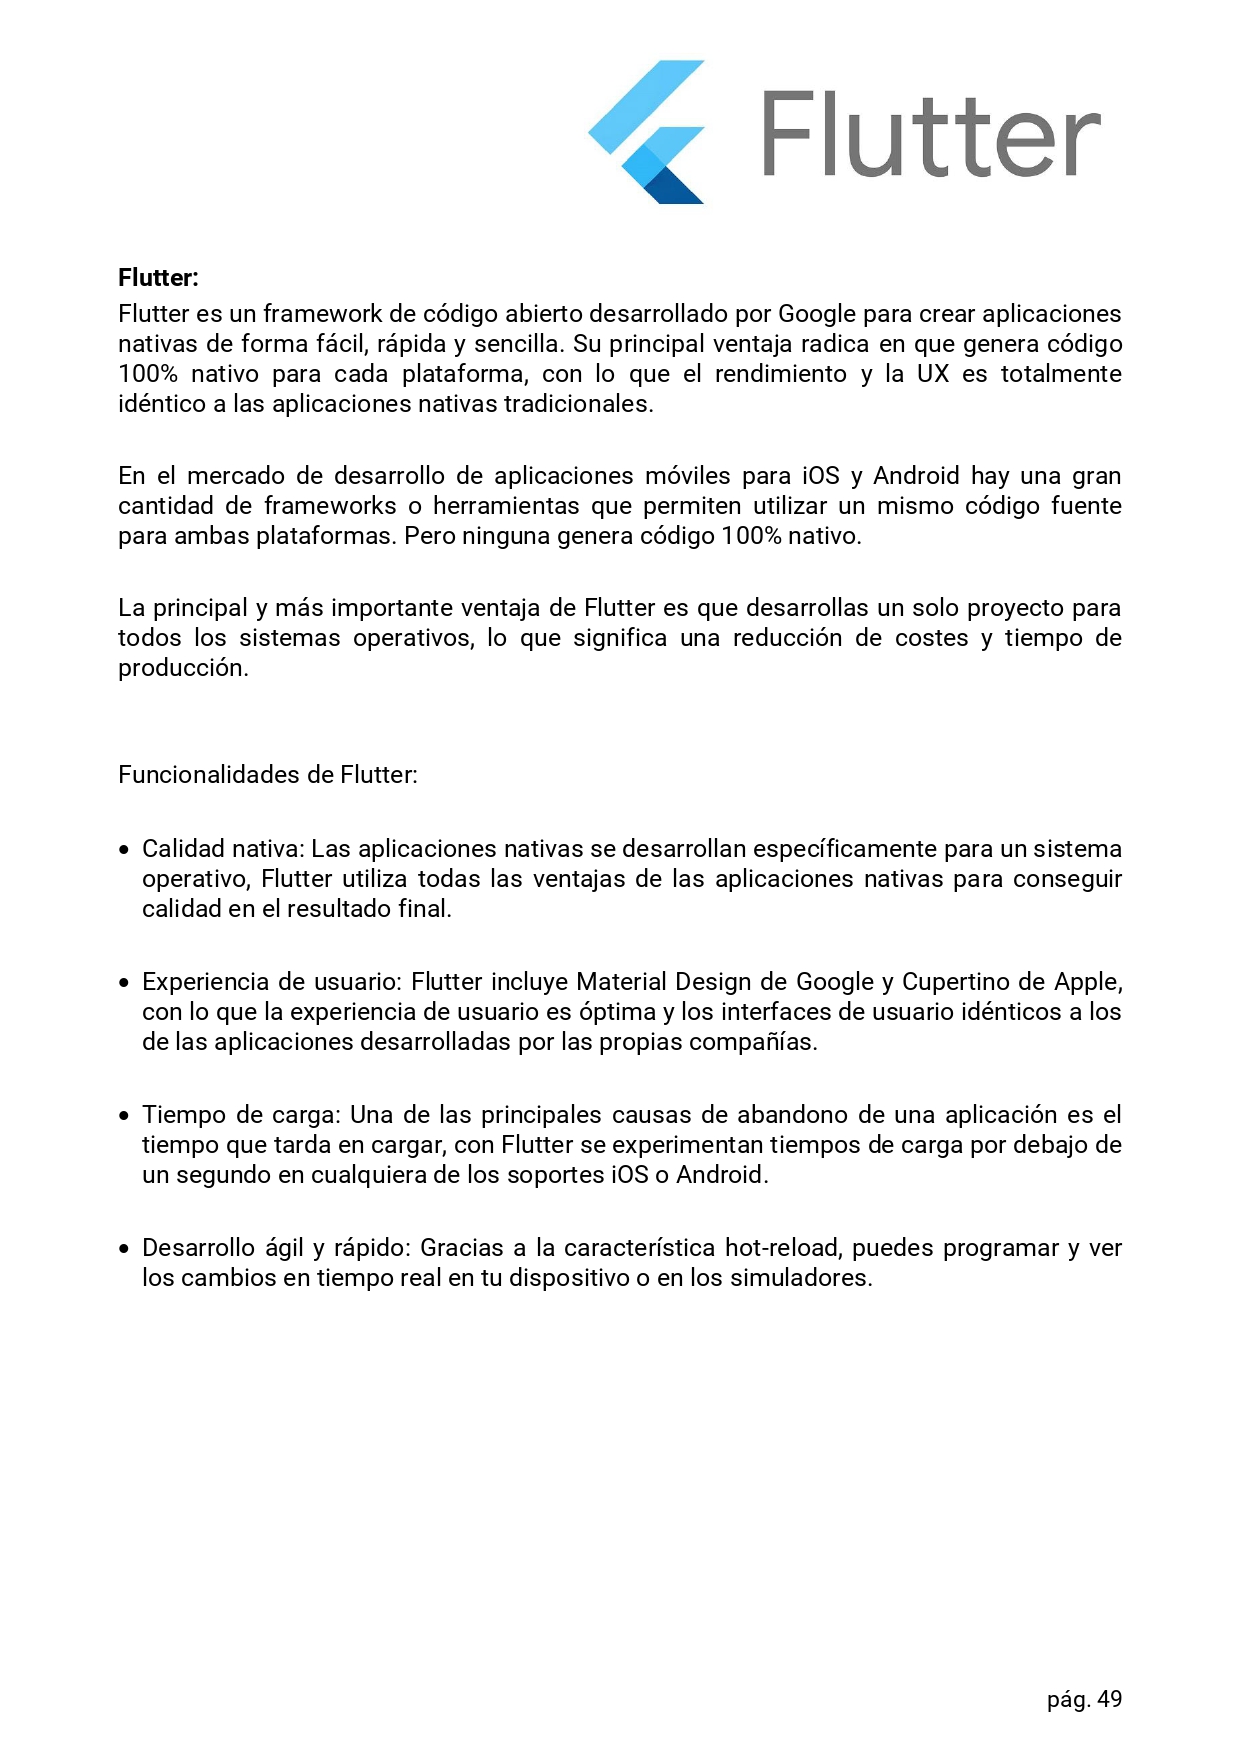 Flutter
Flutter:
Flutter es un framework de código abierto desarrollado por Google para crear aplicaciones
nativas de forma fácil, rápida y sencilla. Su principal ventaja radica en que genera código
100% nativo para cada plataforma, con lo que el rendimiento y la UX es totalmente
idéntico a las aplicaciones nativas tradicionales.
En el mercado de desarrollo de aplicaciones móviles para iOS y Android hay una gran
cantidad de frameworks o herramientas que permiten utilizar un mismo código fuente
para ambas plataformas. Pero ninguna genera código 100% nativo.
La principal y más importante ventaja de Flutter es que desarrollas un solo proyecto para
todos los sistemas operativos, lo que significa una reducción de costes y tiempo de
producción.
Funcionalidades de Flutter:
• Calidad nativa: Las aplicaciones nativas se desarrollan específicamente para un sistema
operativo, Flutter utiliza todas las ventajas de las aplicaciones nativas para conseguir
calidad en el resultado final.
• Experiencia de usuario: Flutter incluye Material Design de Google y Cupertino de Apple,
con lo que la experiencia de usuario es óptima y los interfaces de usuario idénticos a los
de las aplicaciones desarrolladas por las propias compañías.
• Tiempo de carga: Una de las principales causas de abandono de una aplicación es el
tiempo que tarda en cargar, con Flutter se experimentan tiempos de carga por debajo de
un segundo en cualquiera de los soportes iOS o Android.
• Desarrollo ágil y rápido: Gracias a la característica hot-reload, puedes programar y ver
los cambios en tiempo real en tu dispositivo o en los simuladores.
pág. 49